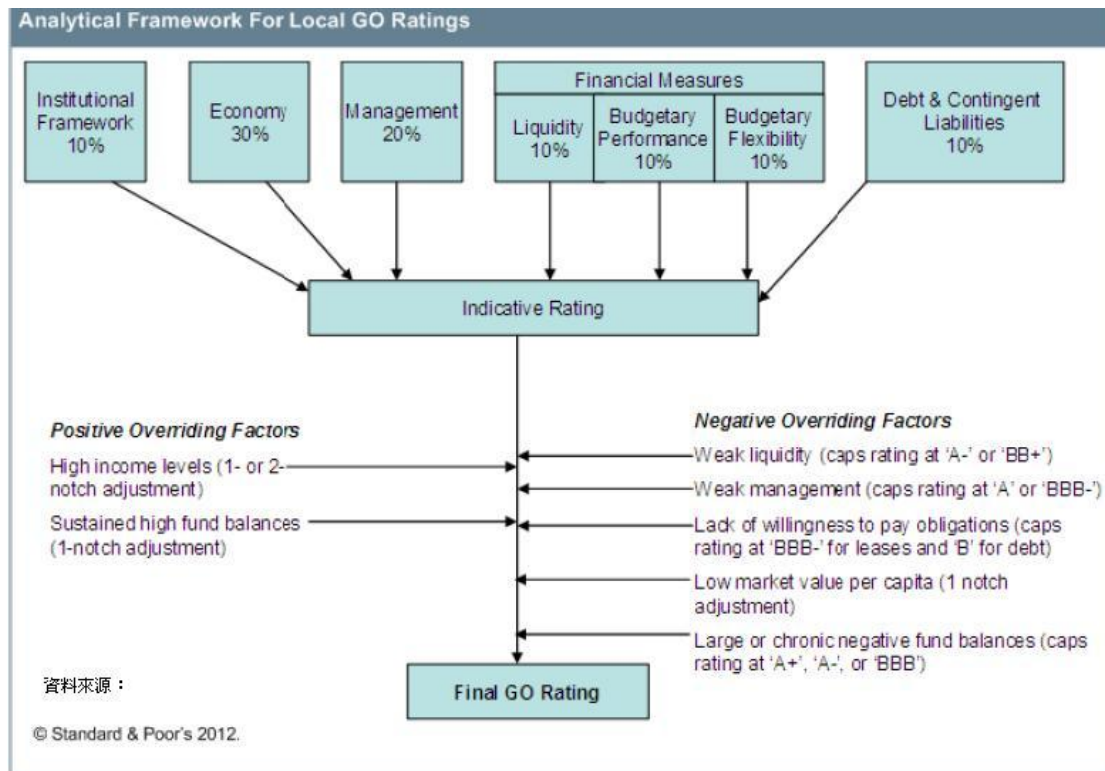 Analytical Framework For Local GO Ratings
Institutional
Framework
10%
Economy
30%
Management
20%
Financial Measures
Liquidity
10%
Budgetary
Performance
10%
Budgetary
Flexibility
10%
Debt & Contingent
Liabilities
10%
Indicative Rating
Positive Overriding Factors
High income levels (1- or 2-
notch adjustment)
Sustained high fund balances
(1-notch adjustment)
Negative Overriding Factors
Weak liquidity (caps rating at 'A-' or 'BB+')
Weak management (caps rating at 'A' or 'BBB-')
Lack of willingness to pay obligations (caps
rating at 'BBB-' for leases and 'B' for debt)
Low market value per capita (1 notch
adjustment)
Large or chronic negative fund balances (caps
rating at 'A+', 'A-', or 'BBB')
Final GO Rating
資料來源：
© Standard & Poor's 2012.